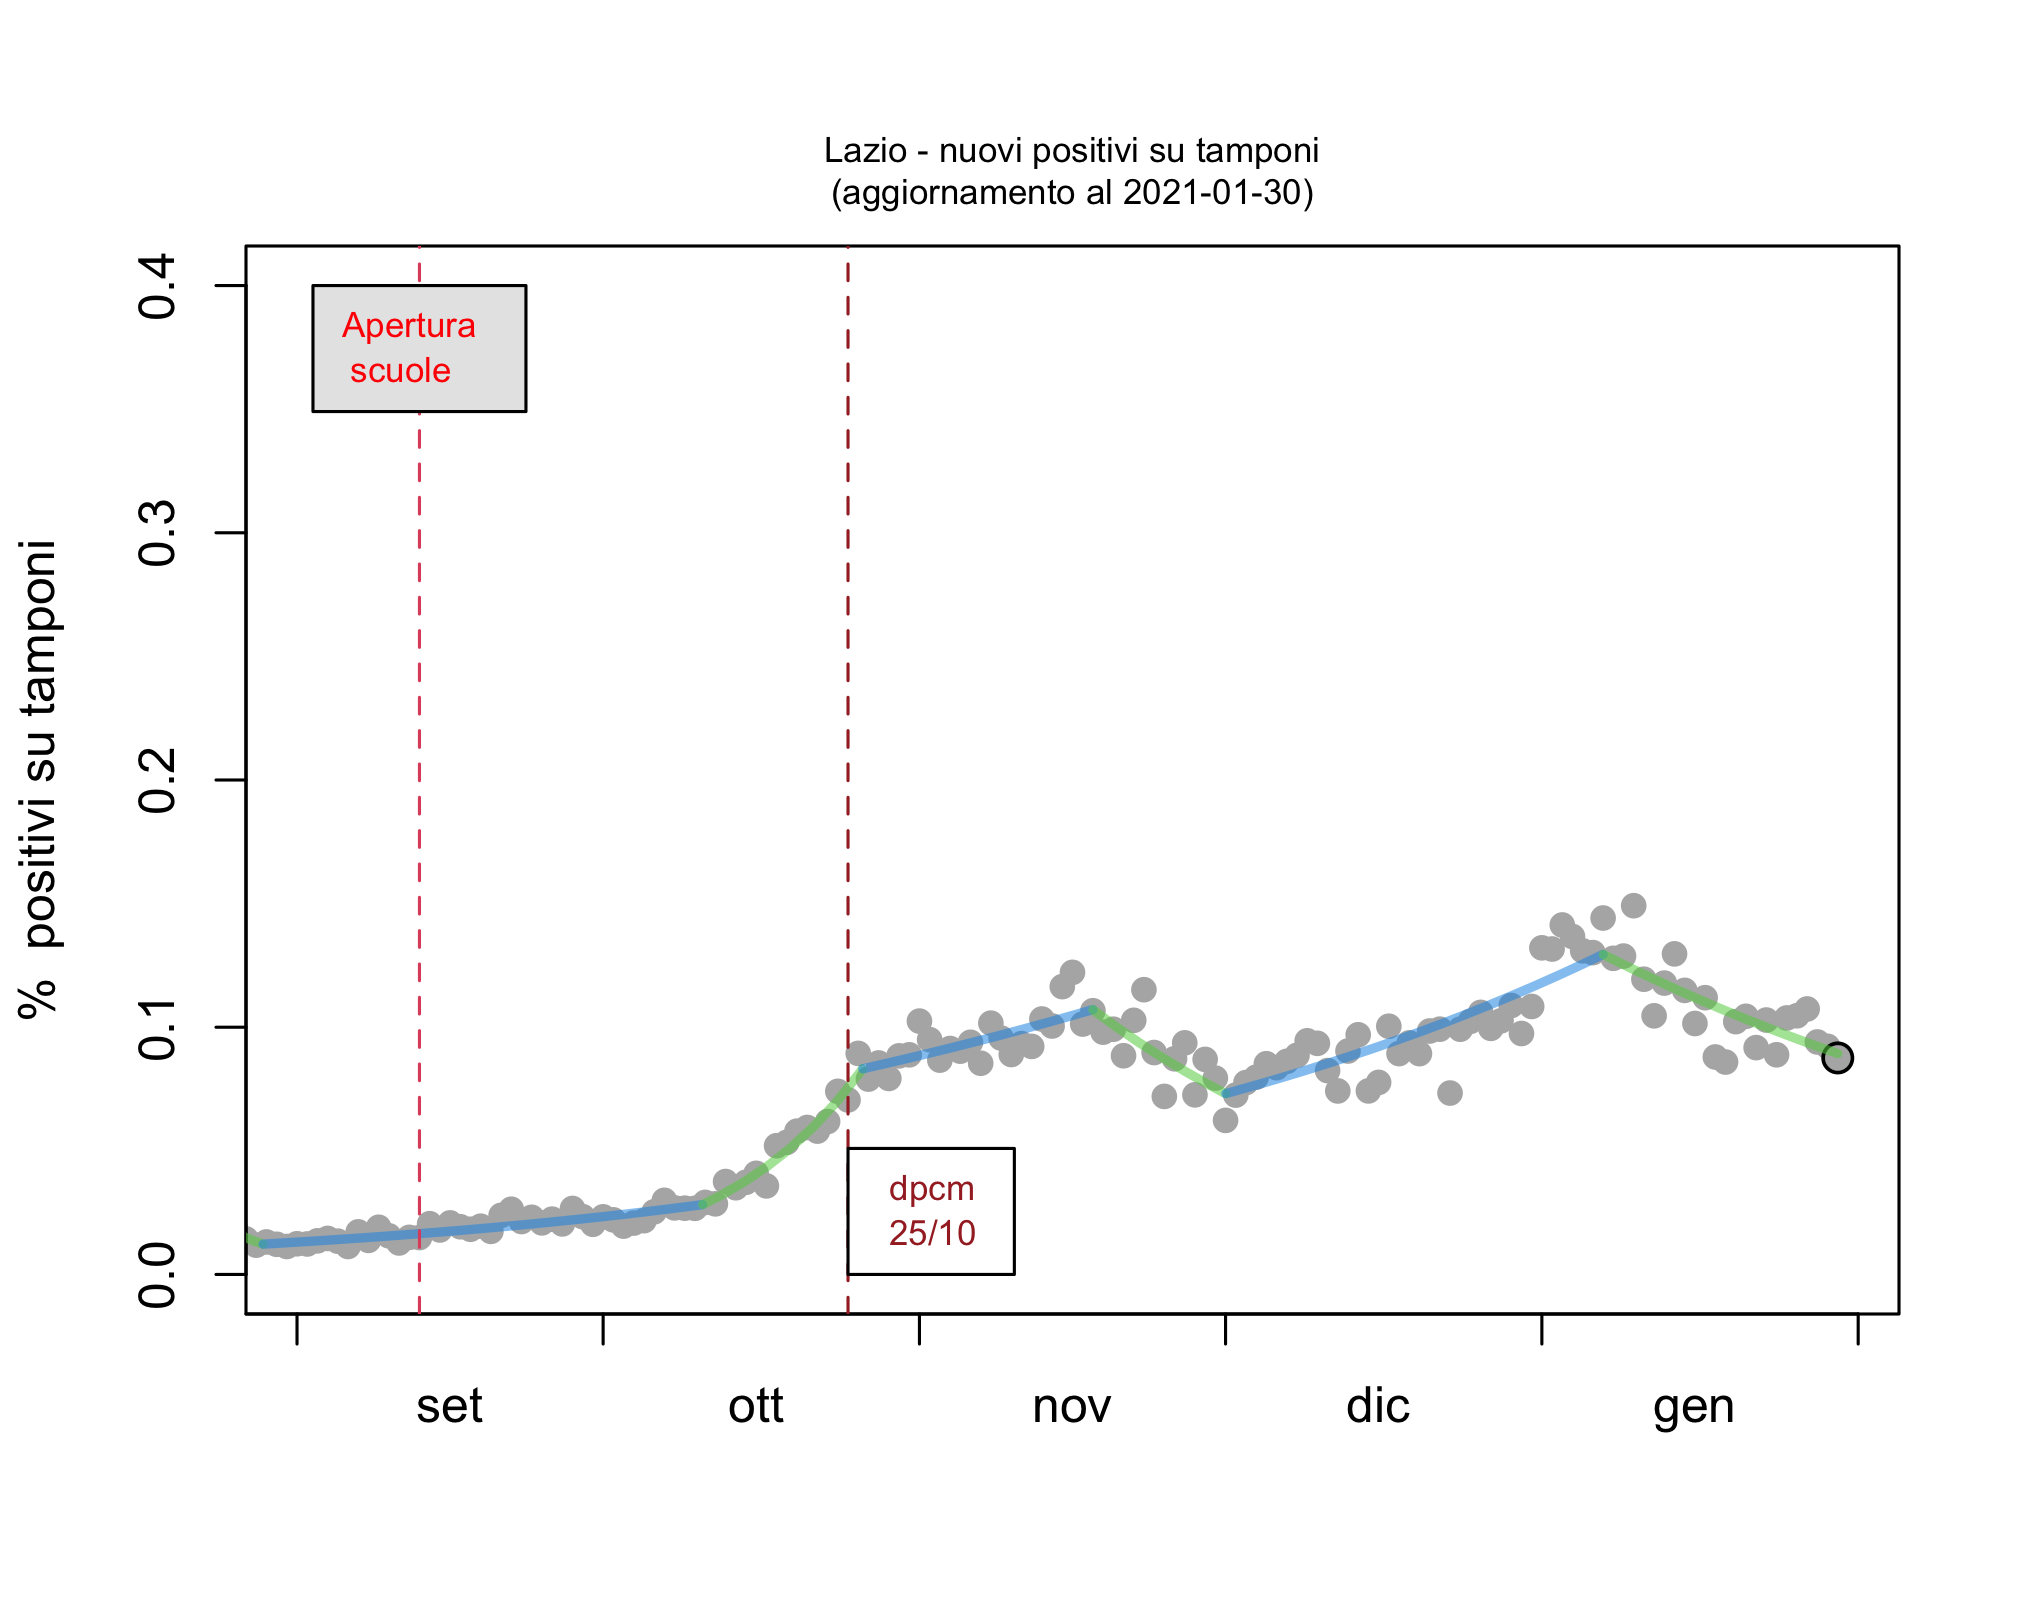 Lazio - nuovi positivi su tamponi
(aggiornamento al 2021-01-30)
% positivi su tamponi
0.4
0.3
0.2
0.1
0.0
Apertura
scuole
dpcm
25/10
set
ott
nov
dic
gen